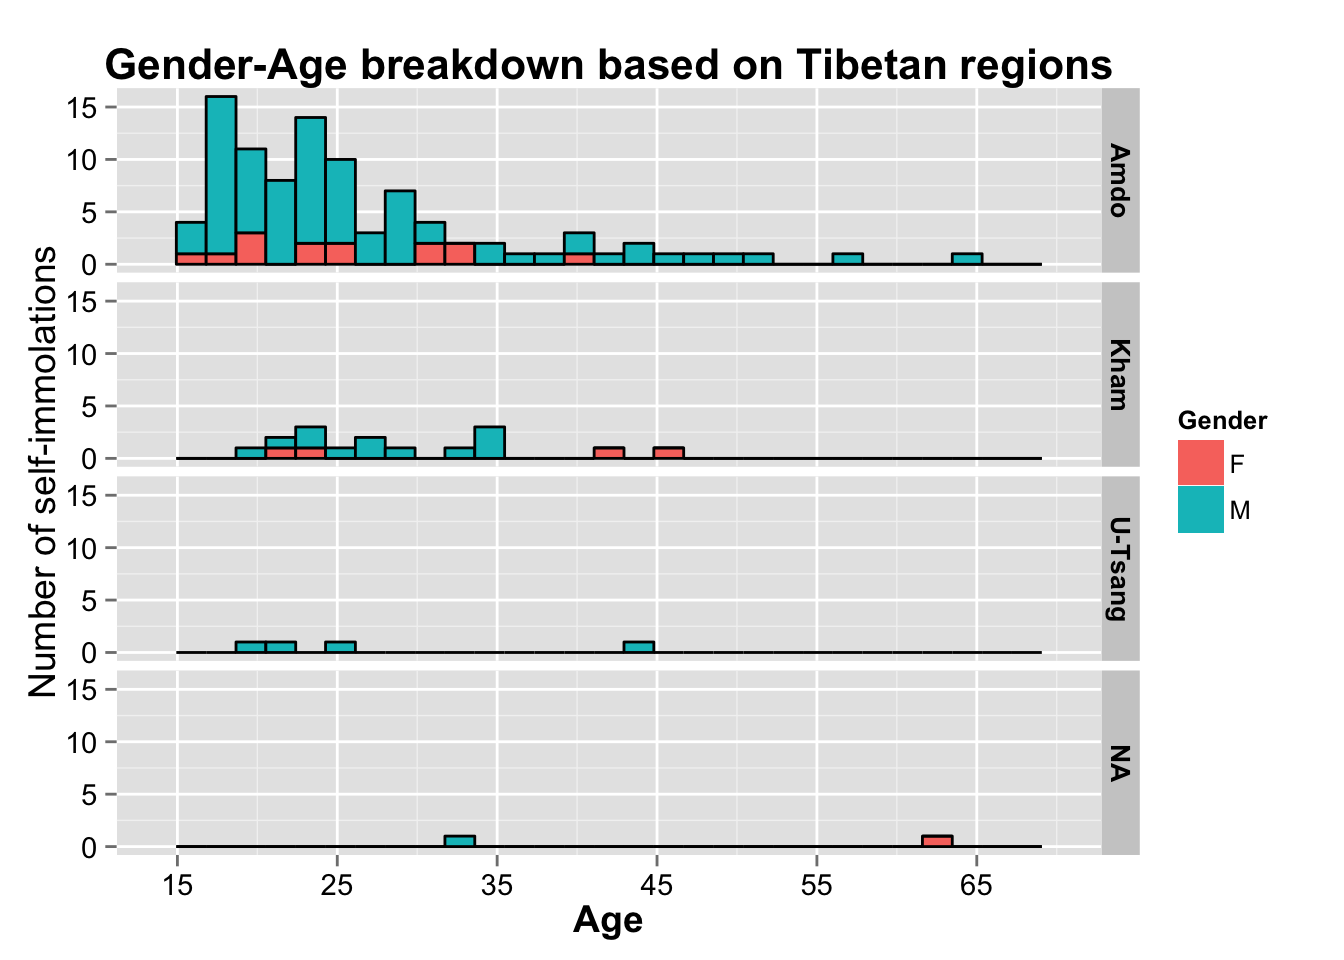 Gender-Age breakdown based on Tibetan regions
Number of self-immolations
15
10
5
0
Amdo
15
10
5
0
Kham
15
10
5
0
U-Tsang
15
10
5
0
NA
15 25 35 45 55 65
Age
Gender
F
M